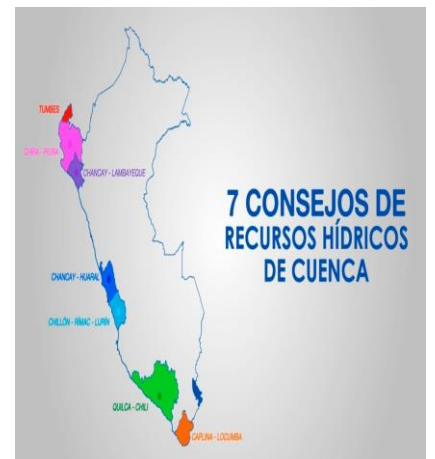 TUMBES
CHIRA - PIURA
CHANCAY - LAMBAYEQUE
7 CONSEJOS DE
RECURSOS HÍDRICOS
DE CUENCA
CHANCAY - HUARAL
CHILLÓN - RÍMAC - LURÍN
QUILCA - CHILI
CAPLINA - LOCUMBA